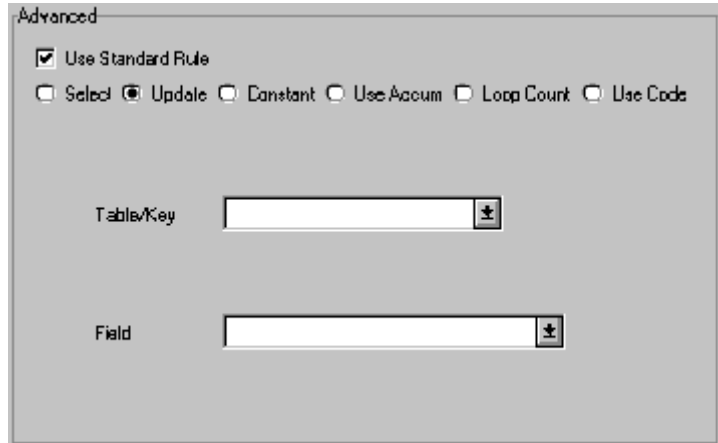 Advanced
Use Standard Rule
Select Update Constant Use Accum Loop Count Use Code
Table/Key
Field